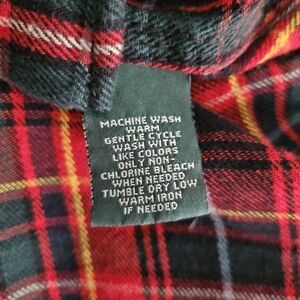 MACHINE WASH
WARM
GENTLE CYCLE
WASH WITH
LIKE COLORS
ONLY NON-
CHLORINE BLEACH
WHEN NEEDED
TUMBLE DRY LOW
WARM IRON
IF NEEDED